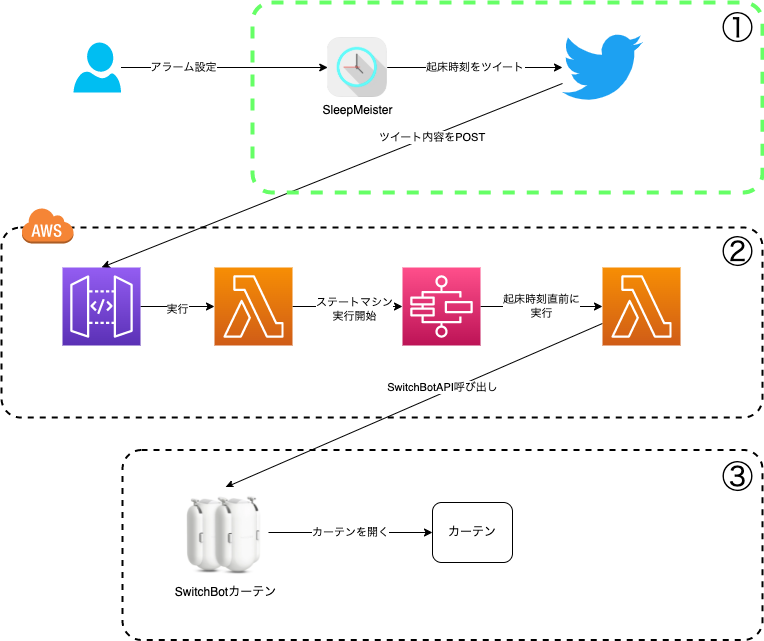 ①
アラーム設定
起床時刻をツイート
SleepMeister
ツイート内容をPOST
AWS
②
実行
ステートマシン
実行開始
起床時刻直前に
実行
SwitchBotAPI呼び出し
③
カーテンを開く
カーテン
SwitchBotカーテン